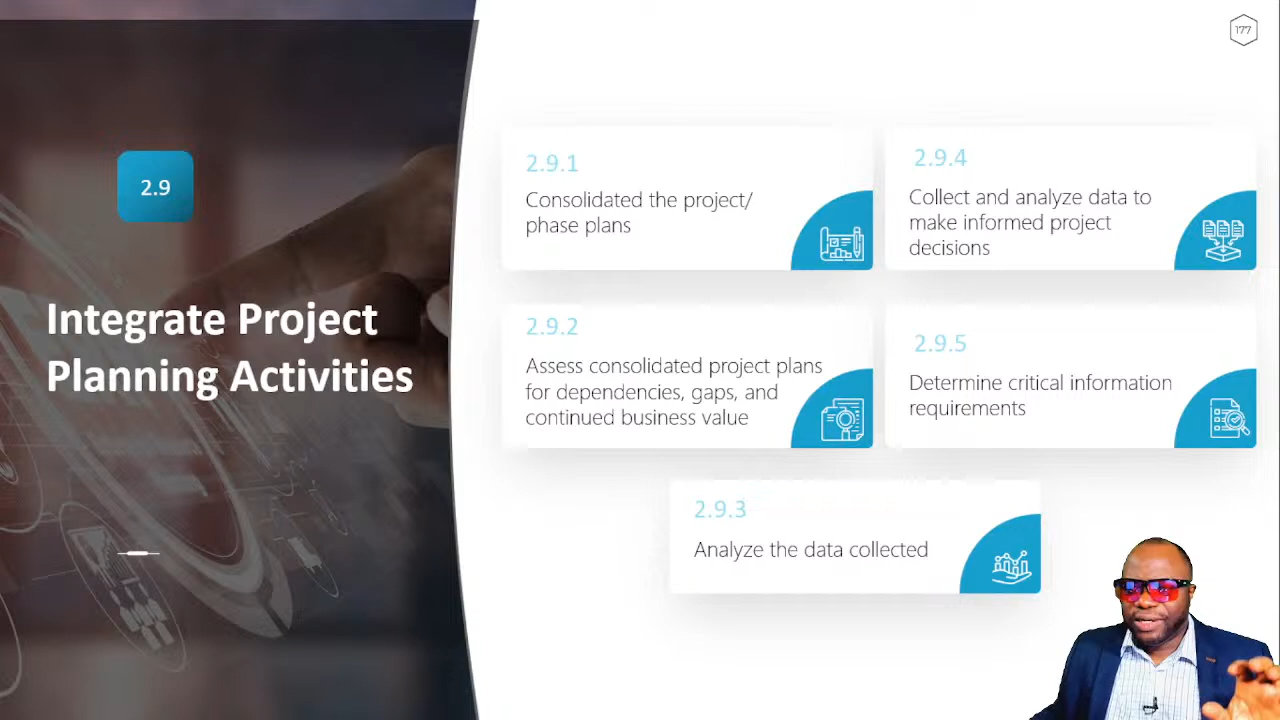 177
2.9
Integrate Project
Planning Activities
2.9.1
Consolidated the project/
phase plans
2.9.2
Assess consolidated project plans
for dependencies, gaps, and
continued business value
2.9.3
Analyze the data collected
2.9.4
Collect and analyze data to
make informed project
decisions
2.9.5
Determine critical information
requirements